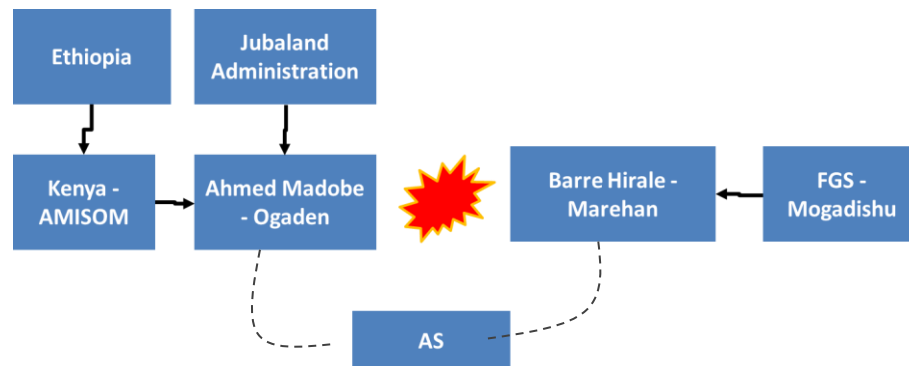 Ethiopia
Jubaland
Administration
Kenya -
AMISOM
Ahmed Madobe
- Ogaden
Barre Hirale -
Marehan
FGS -
Mogadishu
AS